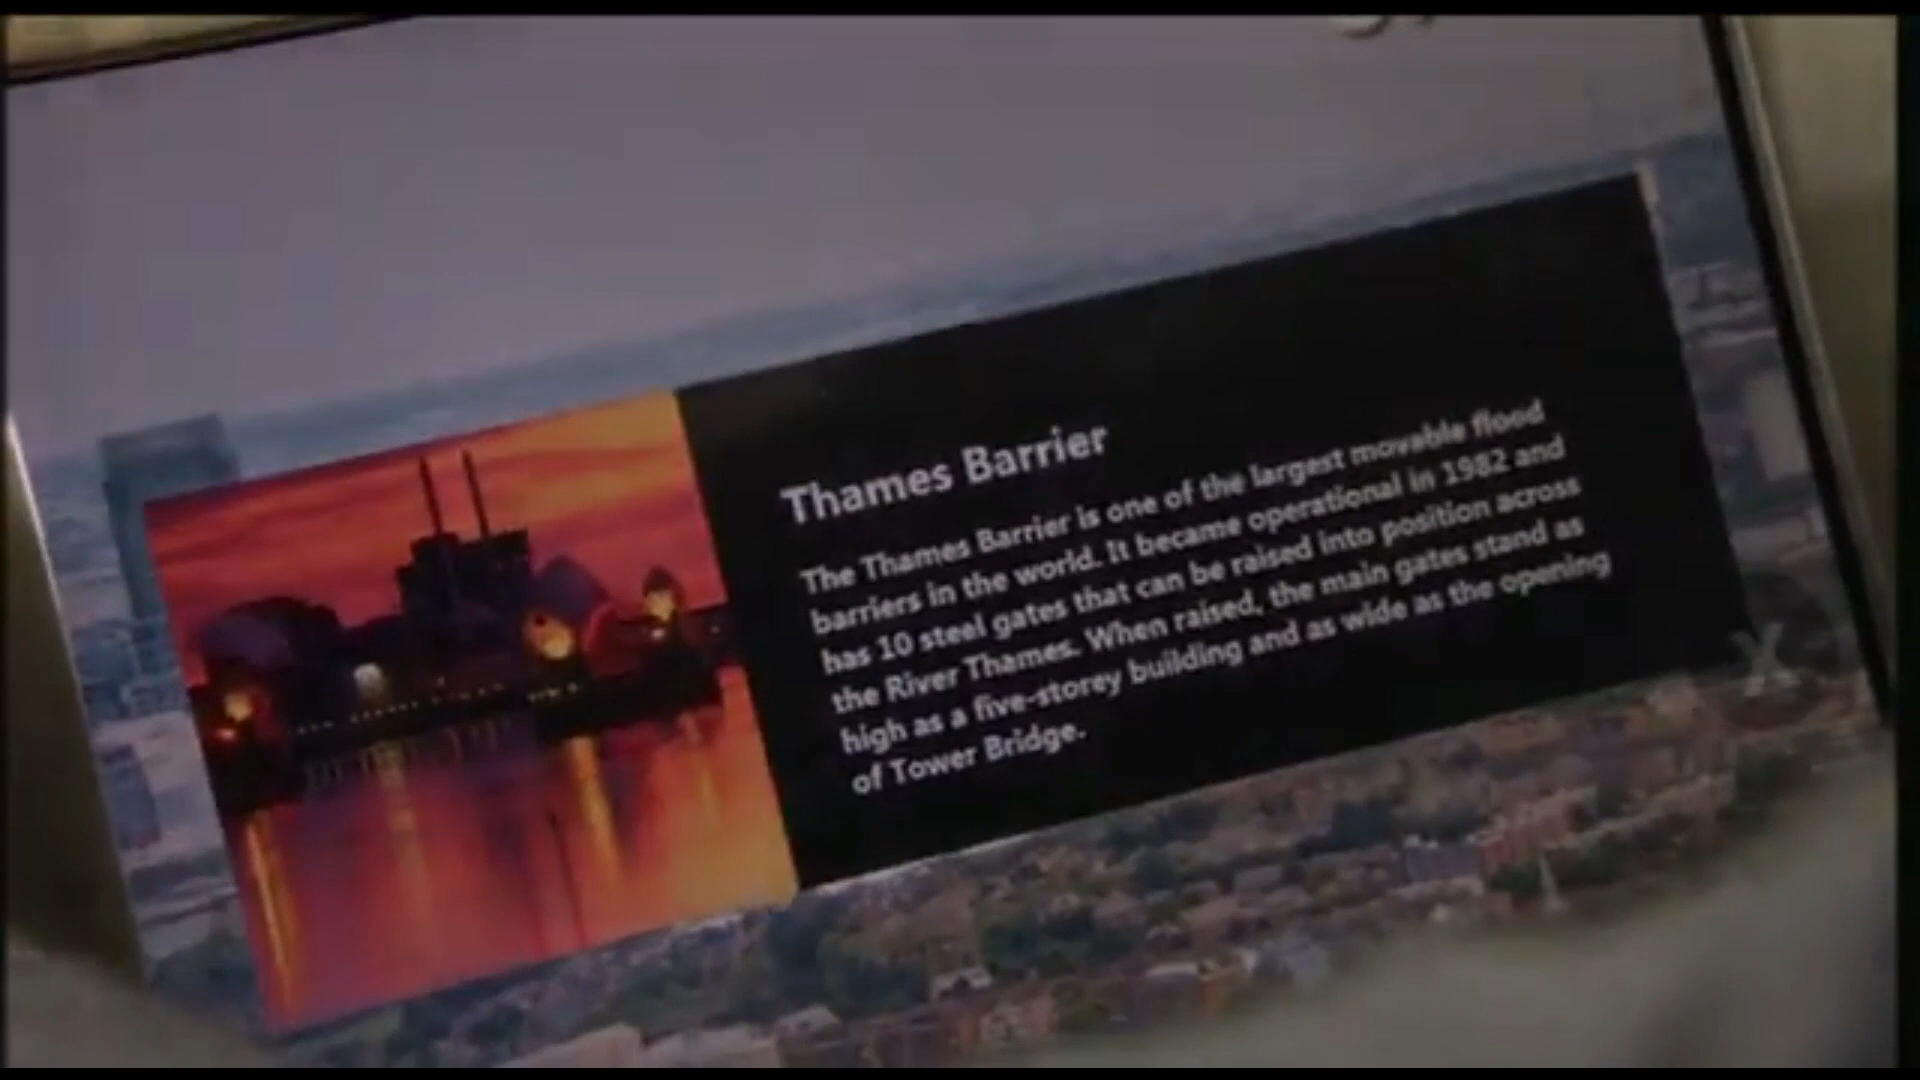 Thames Barrier
The Thames Barrier is one of the largest movable flood
barriers in the world. It became operational in 1982 and
has 10 steel gates that can be raised into position across
the River Thames. When raised, the main gates stand as
high as a five-storey building and as wide as the opening
of Tower Bridge.